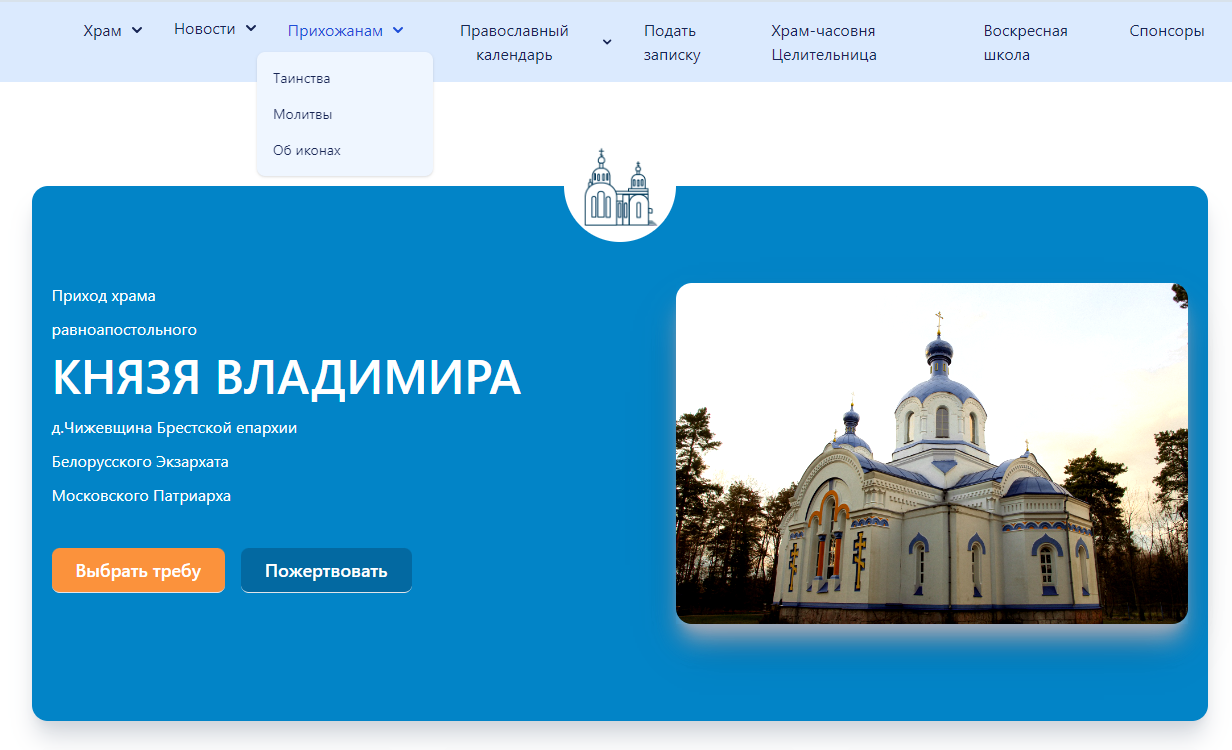 Храм
Новости
Прихожанам
Православный
календарь
Подать
записку
Храм-часовня
Целительница
Воскресная
школа
Спонсоры
Таинства
Молитвы
Об иконах
Приход храма
равноапостольного
КНЯЗЯ ВЛАДИМИРА
д.Чижевщина Брестской епархии
Белорусского Экзархата
Московского Патриарха
Выбрать требу
Пожертвовать